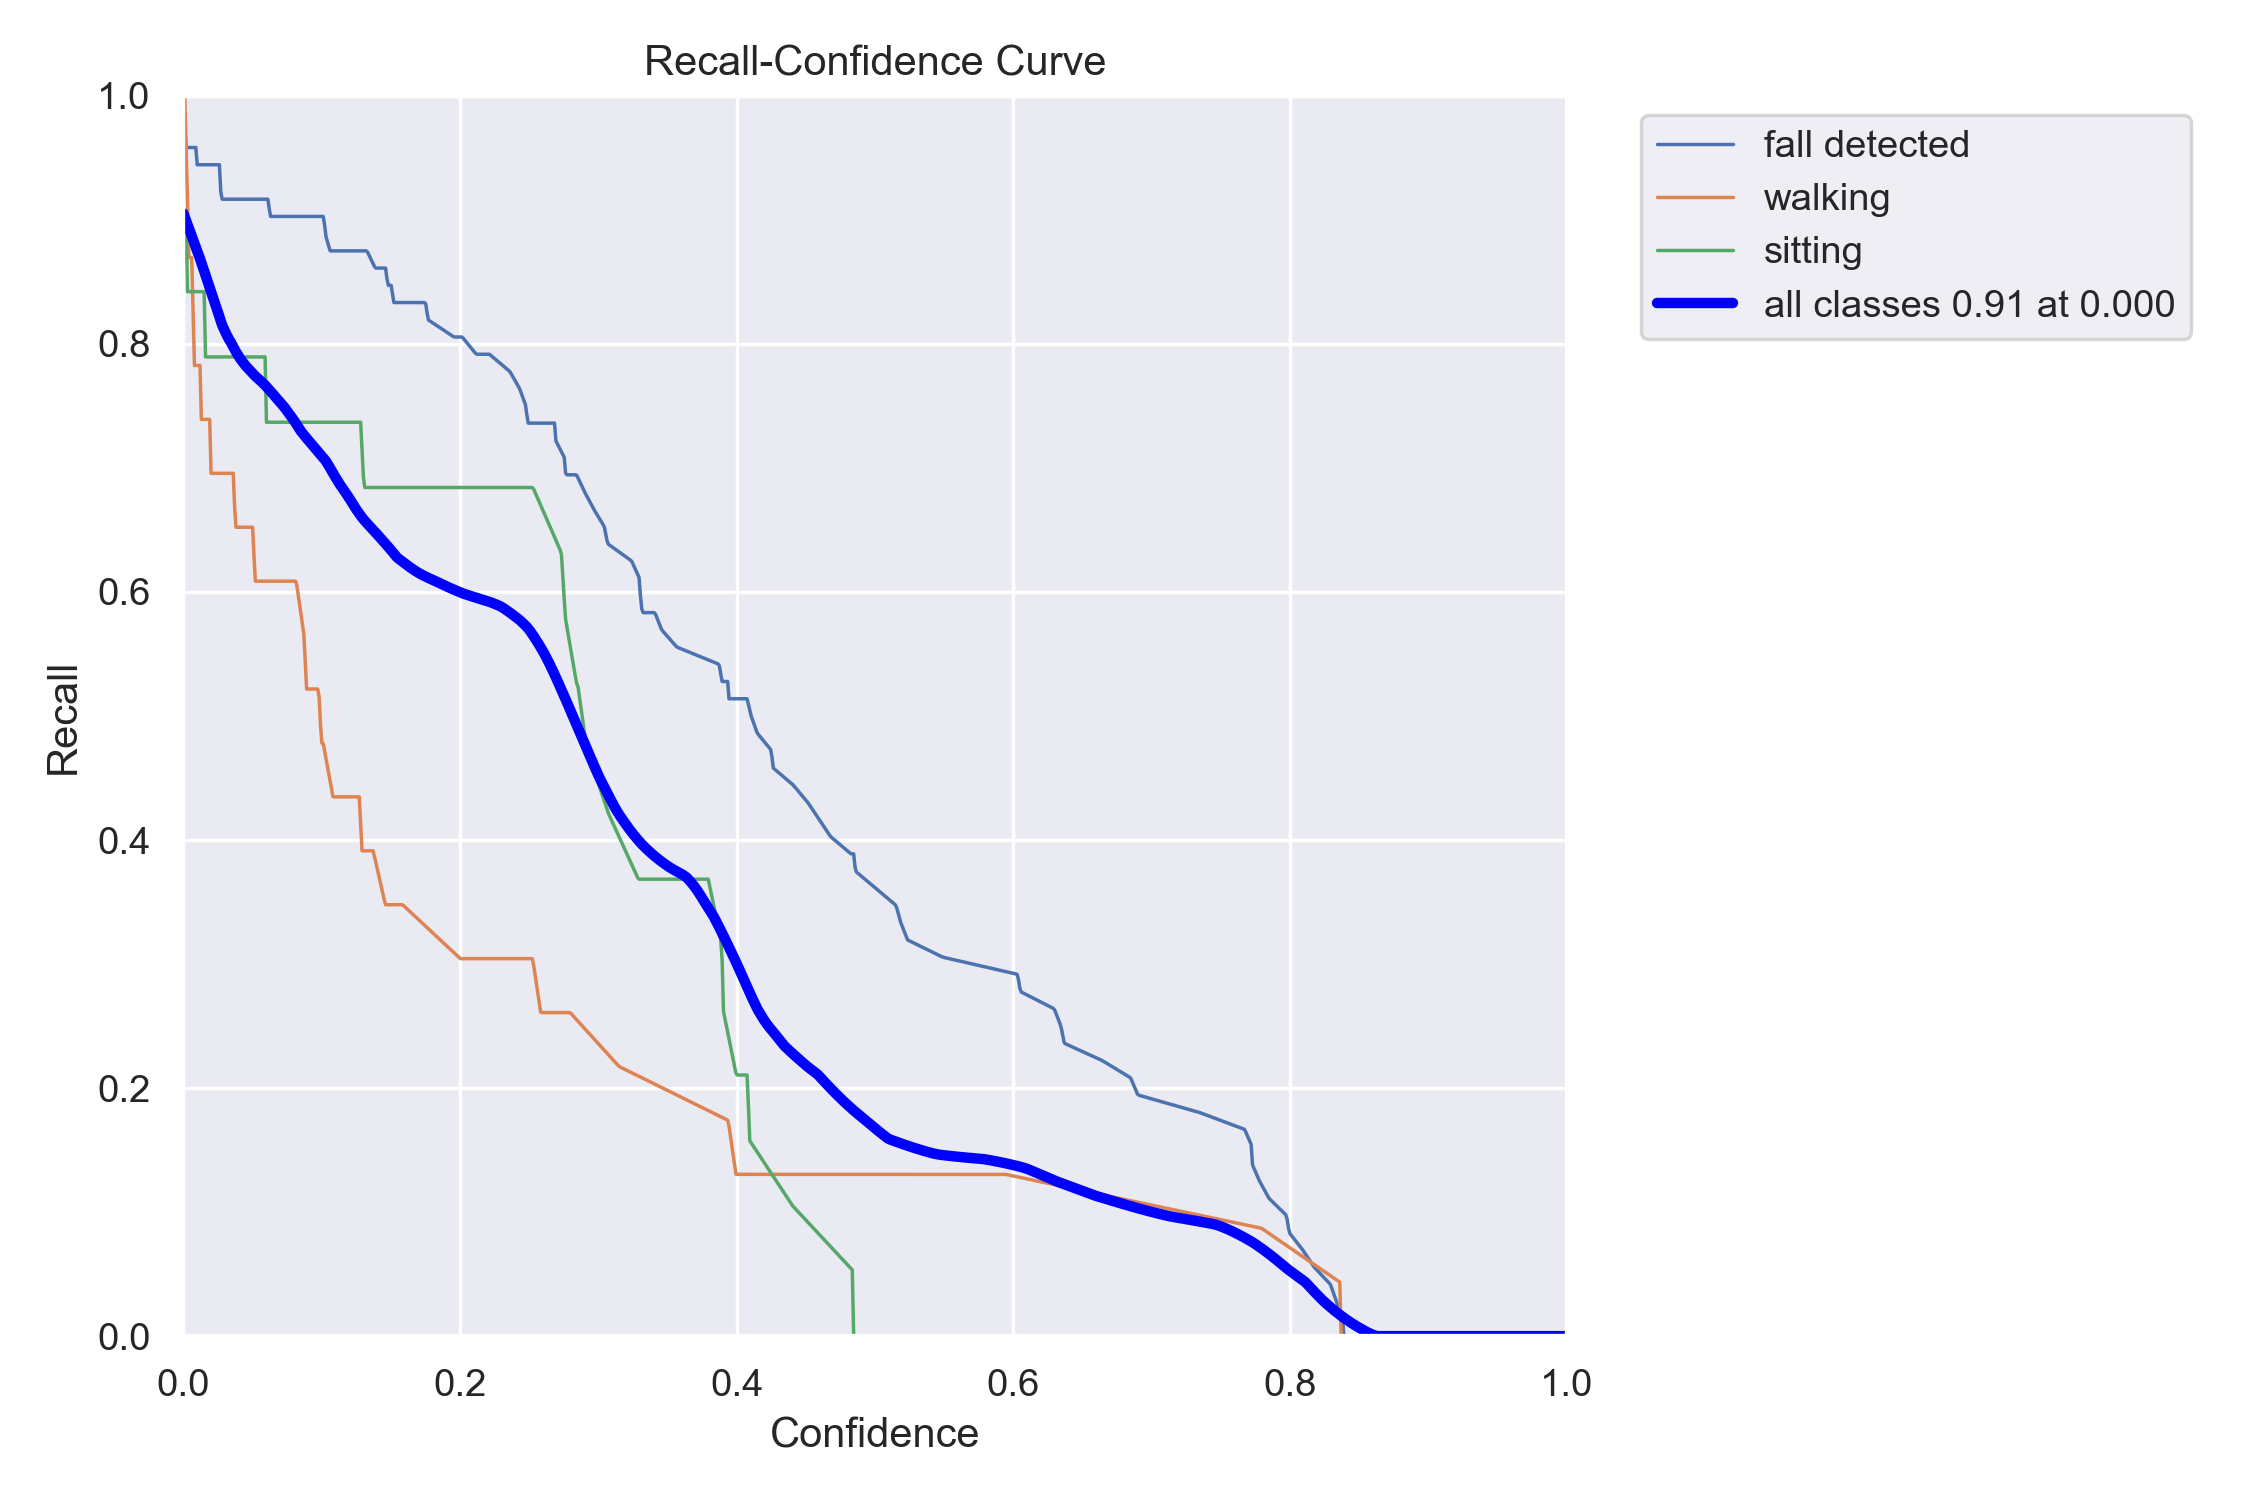 Recall-Confidence Curve
1.0
0.8
0.6
0.4
0.2
0.0
Recall
0.0 0.2 0.4 0.6 0.8 1.0
Confidence
fall detected
walking
sitting
all classes 0.91 at 0.000